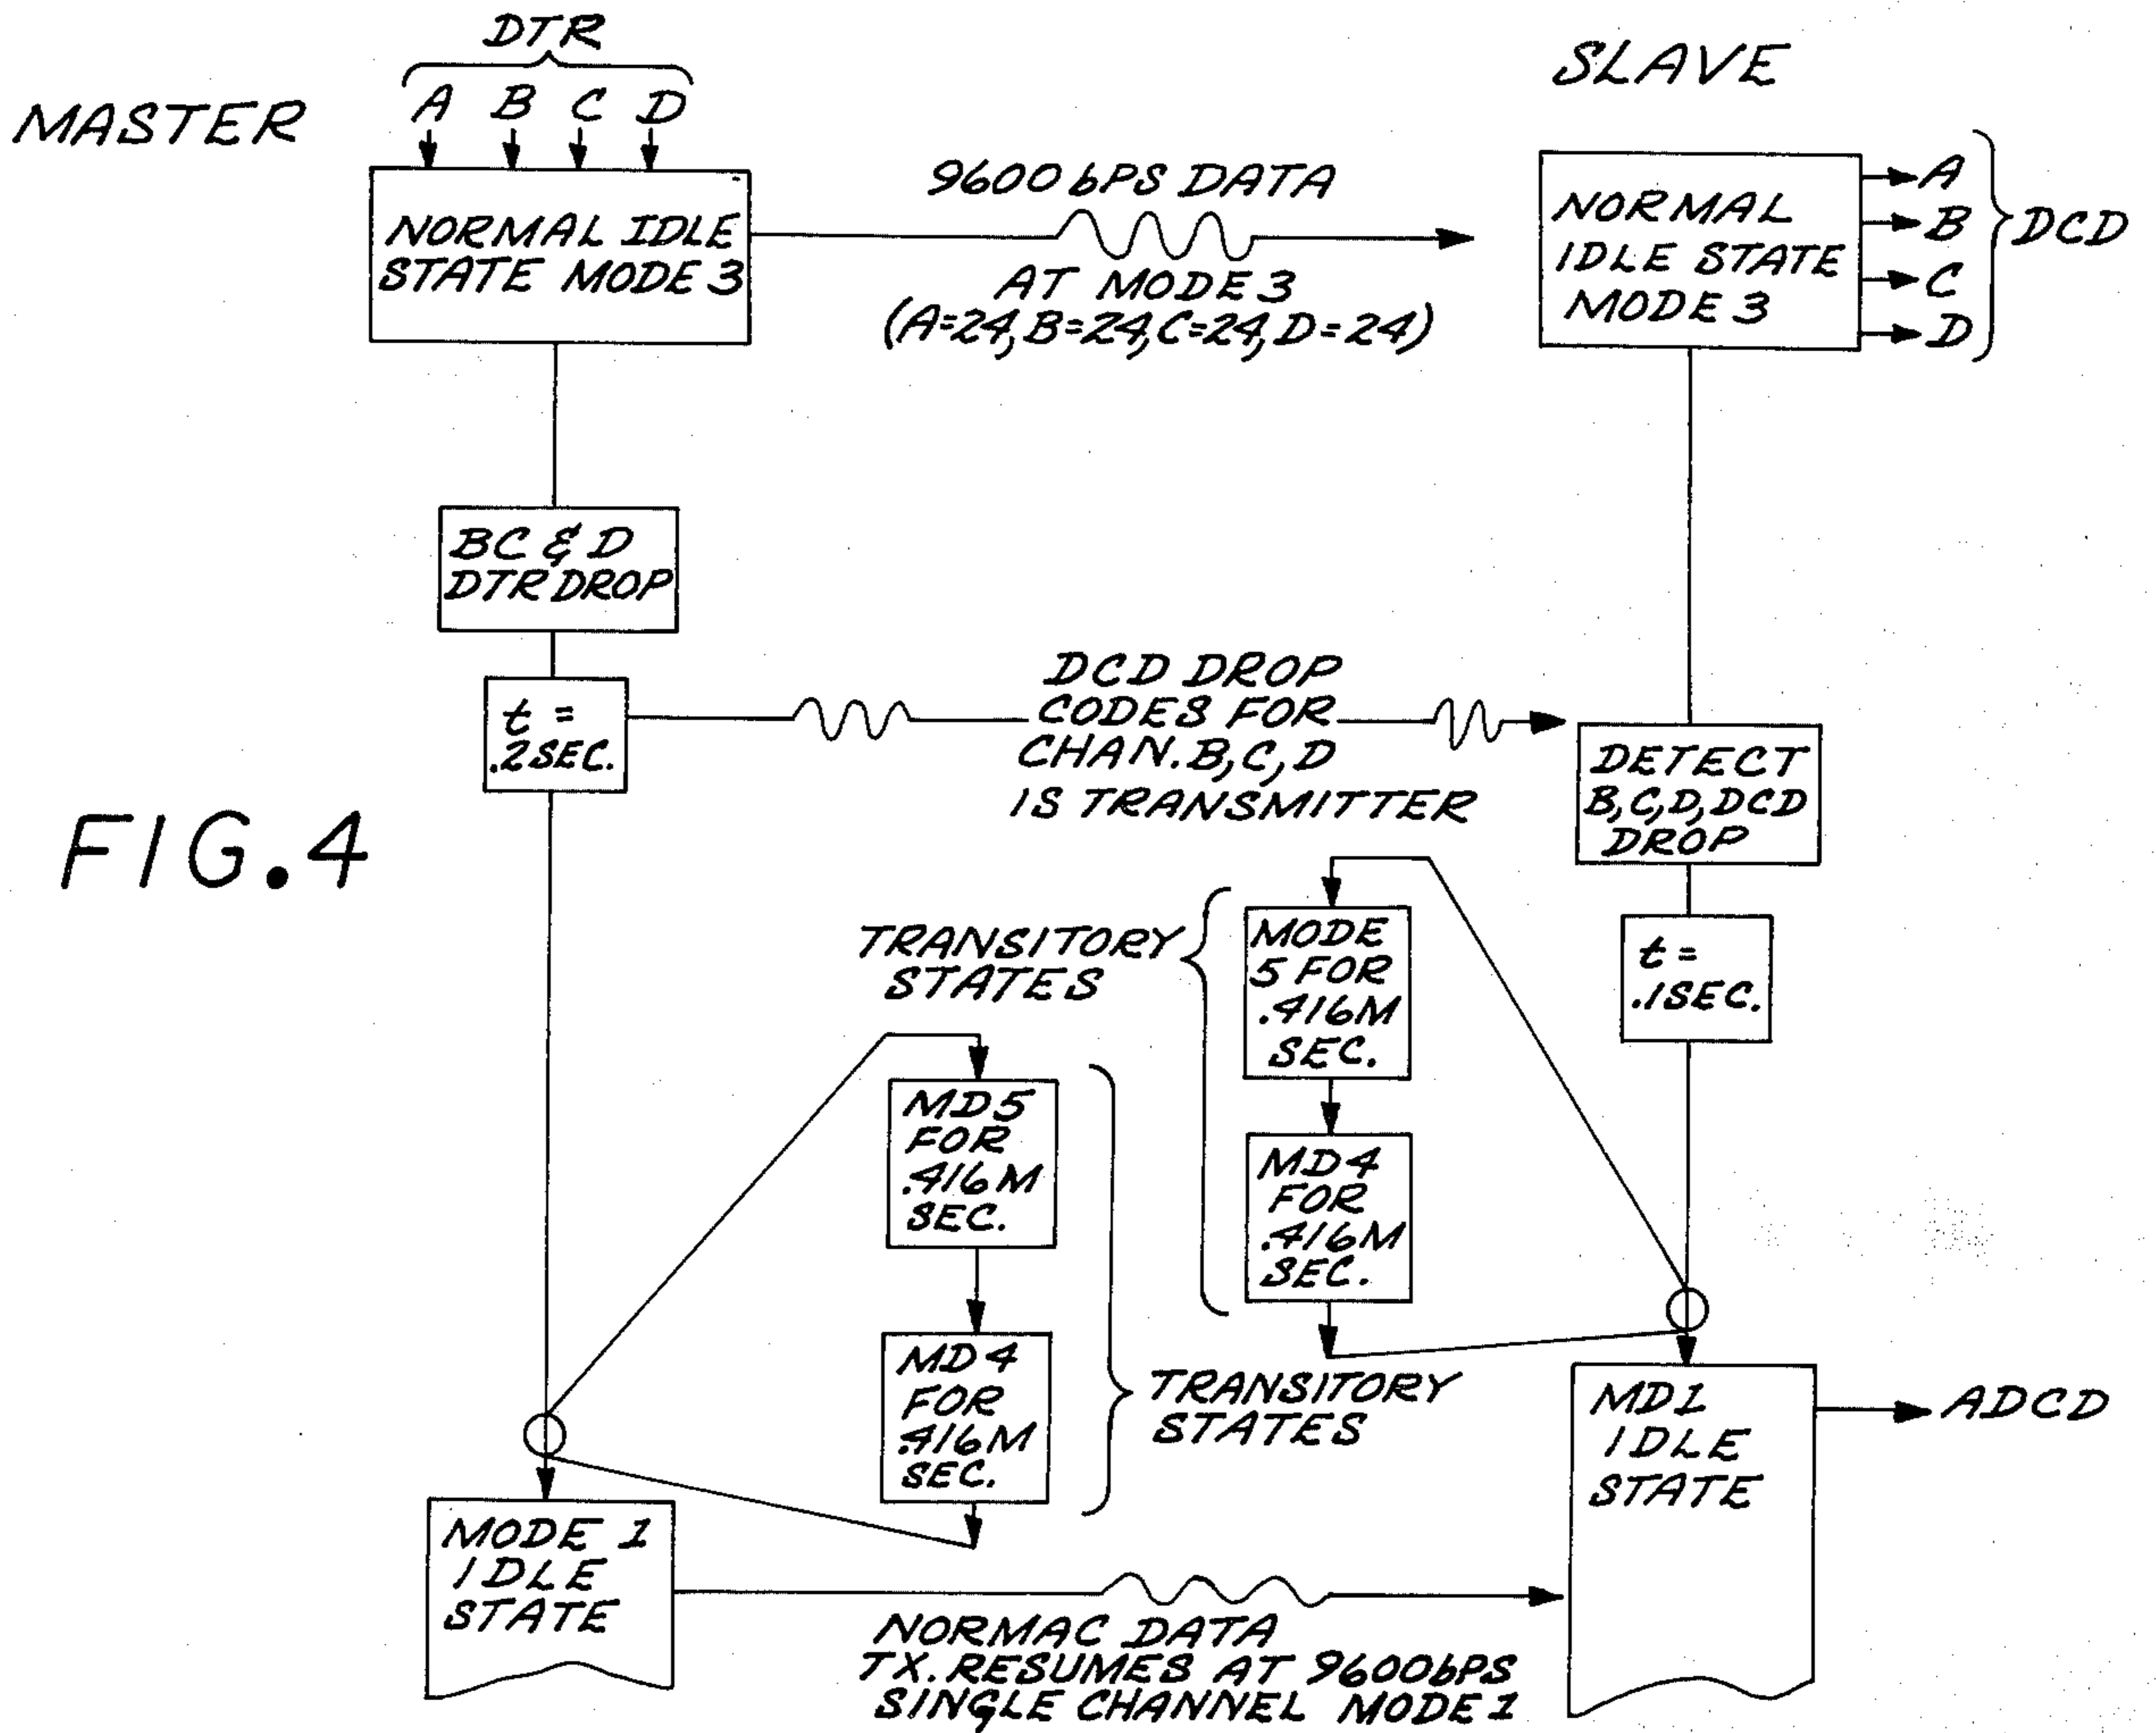 DTR
A B C D
MASTER
SLAVE
NORMAL IDLE
STATE MODE 3
9600 bPS DATA
AT MODE 3
(A=24, B=24, C=24, D=24)
NORMAL
IDLE STATE
MODE 3
A
B
C
D
DCD
BC & D
DTR DROP
t =
.2SEC.
DCD DROP
CODES FOR
CHAN. B, C, D
IS TRANSMITTER
DETECT
B, C, D, DCD
DROP
FIG. 4
t =
.1SEC.
TRANSITORY
STATES
MODE
5 FOR
.416M
SEC.
MD4
FOR
.416M
SEC.
MD5
FOR
.416M
SEC.
MD4
FOR
.416M
SEC.
TRANSITORY
STATES
MD1
IDLE
STATE
ADCD
MODE 1
IDLE
STATE
NORMAC DATA
TX. RESUMES AT 9600bPS
SINGLE CHANNEL MODE 1